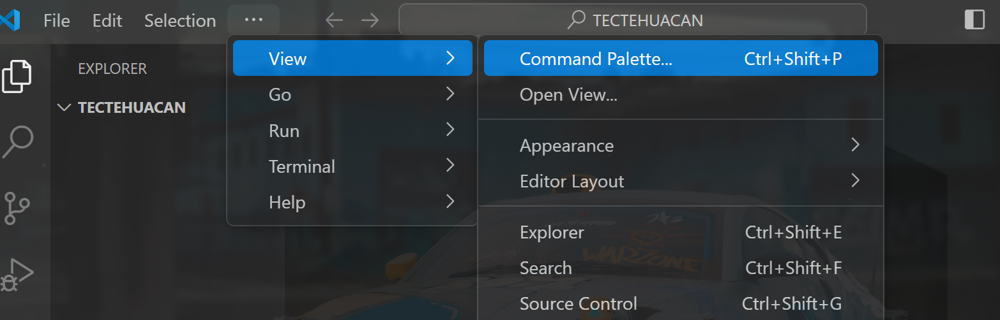 File Edit Selection ... TECTEHUACAN
EXPLORER
TECTEHUACAN
View
Go
Run
Terminal
Help
Command Palette... Ctrl+Shift+P
Open View...
Appearance
Editor Layout
Explorer Ctrl+Shift+E
Search Ctrl+Shift+F
Source Control Ctrl+Shift+G
WARZONE